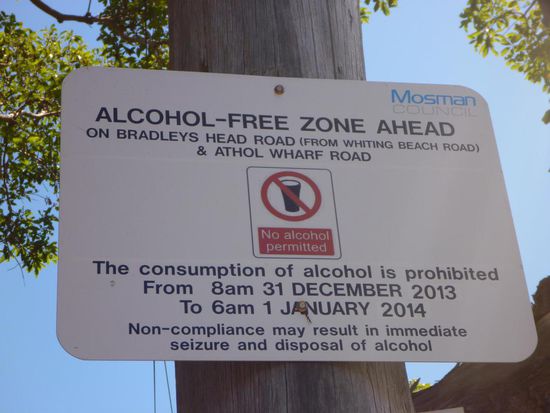 Mosman
COUNCIL
ALCOHOL-FREE ZONE AHEAD
ON BRADLEYS HEAD ROAD (FROM WHITING BEACH ROAD)
& ATHOL WHARF ROAD
No alcohol
permitted
The consumption of alcohol is prohibited
From 8am 31 DECEMBER 2013
To 6am 1 JANUARY 2014
Non-compliance may result in immediate
seizure and disposal of alcohol